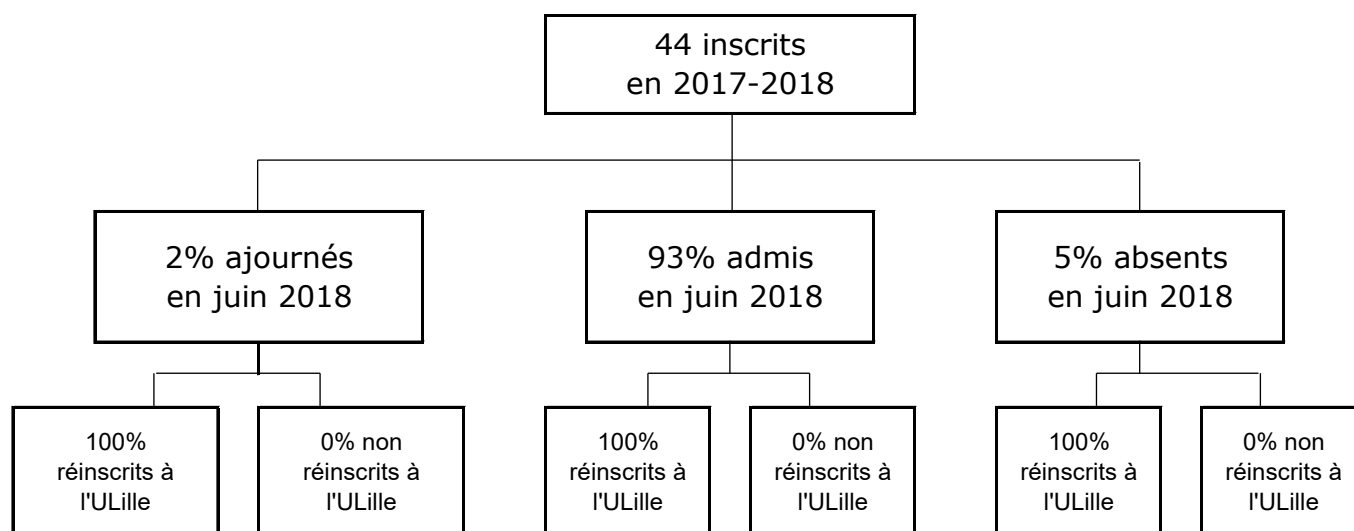 44 inscrits
en 2017-2018
2% ajournés
en juin 2018
93% admis
en juin 2018
5% absents
en juin 2018
100%
réinscrits à
l'ULille
0% non
réinscrits à
l'ULille
100%
réinscrits à
l'ULille
0% non
réinscrits à
l'ULille
100%
réinscrits à
l'ULille
0% non
réinscrits à
l'ULille